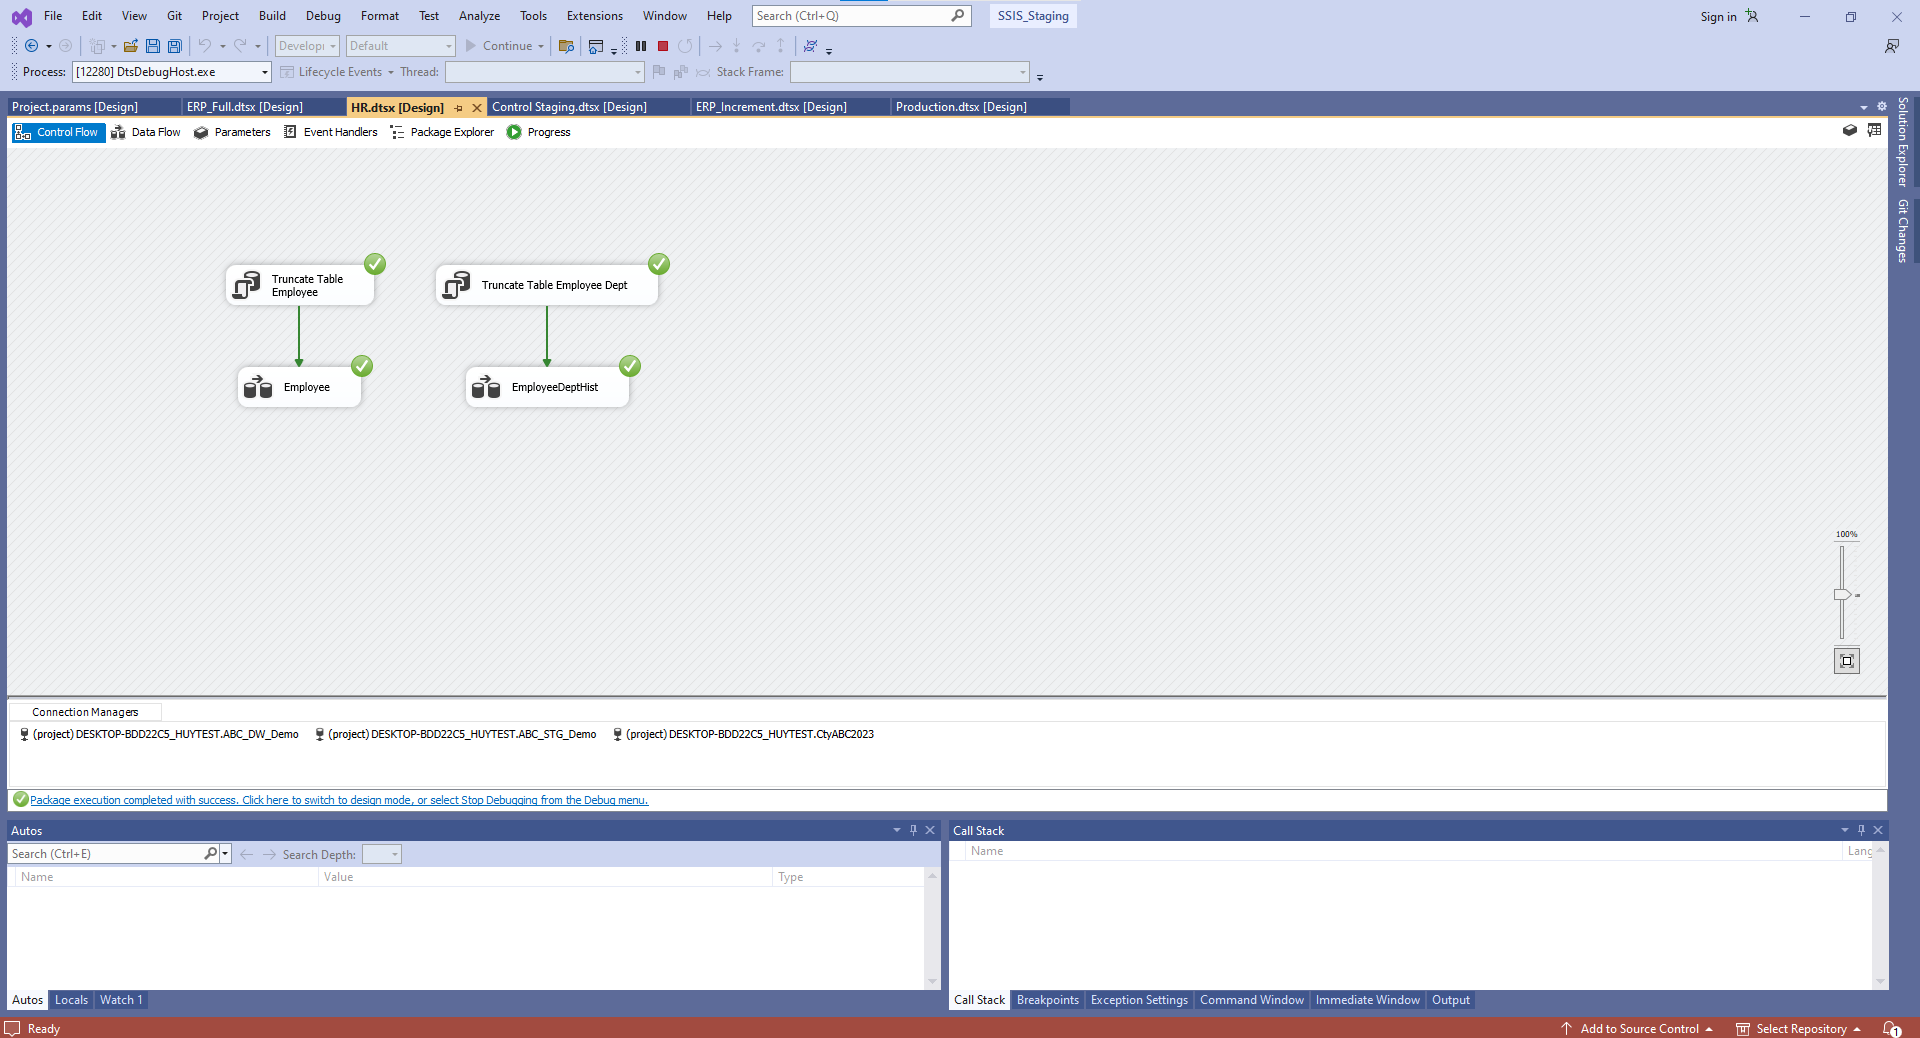 File Edit View Git Project Build Debug Format Test Analyze Tools Extensions Window Help Search (Ctrl+Q) SSIS_Staging Sign in
Develop Default Continue
Process: [12280] DtsDebugHost.exe Lifecycle Events Thread: Stack Frame:
Project.params [Design] ERP_Full.dtsx [Design] HR.dtsx [Design] Control Staging.dtsx [Design] ERP_Increment.dtsx [Design] Production.dtsx [Design]
Control Flow Data Flow Parameters Event Handlers Package Explorer Progress
Solution Explorer
Git Changes
Truncate Table
Employee
Truncate Table Employee Dept
Employee
EmployeeDeptHist
100%
Connection Managers
(project) DESKTOP-BDD22C5_HUYTEST.ABC_DW_Demo (project) DESKTOP-BDD22C5_HUYTEST.ABC_STG_Demo (project) DESKTOP-BDD22C5_HUYTEST.CtyABC2023
Package execution completed with success. Click here to switch to design mode, or select Stop Debugging from the Debug menu.
Autos
Search (Ctrl+E) Search Depth:
Name Value Type
Autos Locals Watch 1
Call Stack
Name Lang
Call Stack Breakpoints Exception Settings Command Window Immediate Window Output
Ready Add to Source Control Select Repository 1